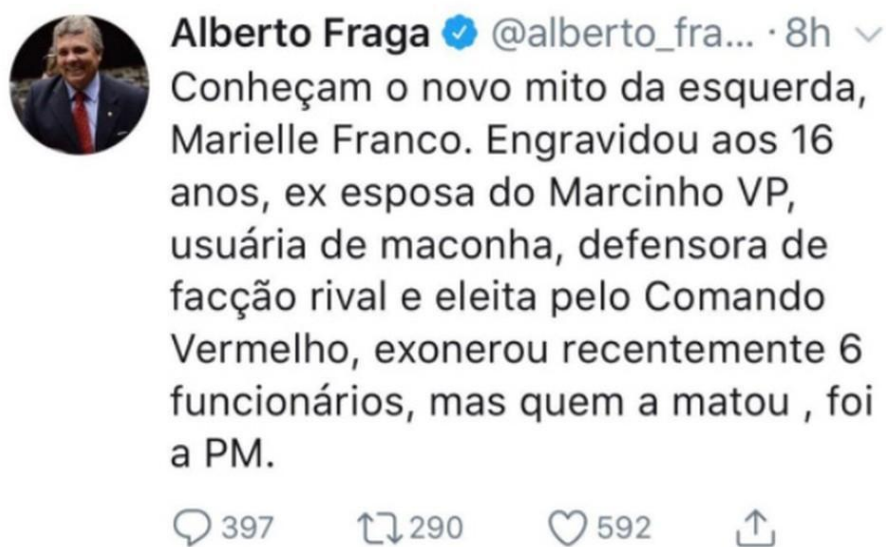 Alberto Fraga @alberto_fra... · 8h
Conheçam o novo mito da esquerda,
Marielle Franco. Engravidou aos 16
anos, ex esposa do Marcinho VP,
usuária de maconha, defensora de
facção rival e eleita pelo Comando
Vermelho, exonerou recentemente 6
funcionários, mas quem a matou , foi
a PM.
397 290 592